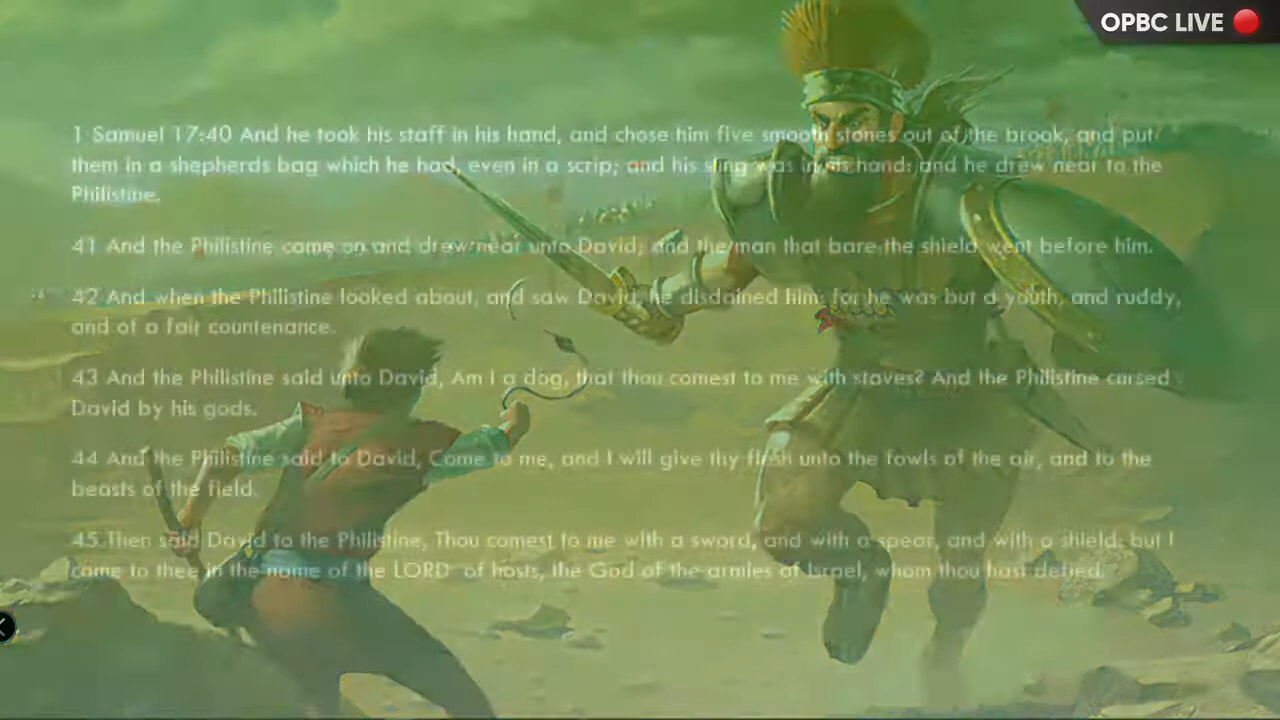 OPBC LIVE
1 Samuel 17:40 And he took his staff in his hand, and chose him five smooth stones out of the brook, and put
them in a shepherds bag which he had, even in a scrip; and his sling was in his hand: and he drew near to the
Philistine.
41 And the Philistine came on and drew near unto David; and the man that bare the shield went before him.
42 And when the Philistine looked about, and saw David, he disdained him: for he was but a youth, and ruddy,
and of a fair countenance.
43 And the Philistine said unto David, Am I a dog, that thou comest to me with staves? And the Philistine cursed
David by his gods.
44 And the Philistine said to David, Come to me, and I will give thy flesh unto the fowls of the air, and to the
beasts of the field.
45 Then said David to the Philistine, Thou comest to me with a sword, and with a spear, and with a shield: but I
come to thee in the name of the LORD of hosts, the God of the armies of Israel, whom thou hast defied.